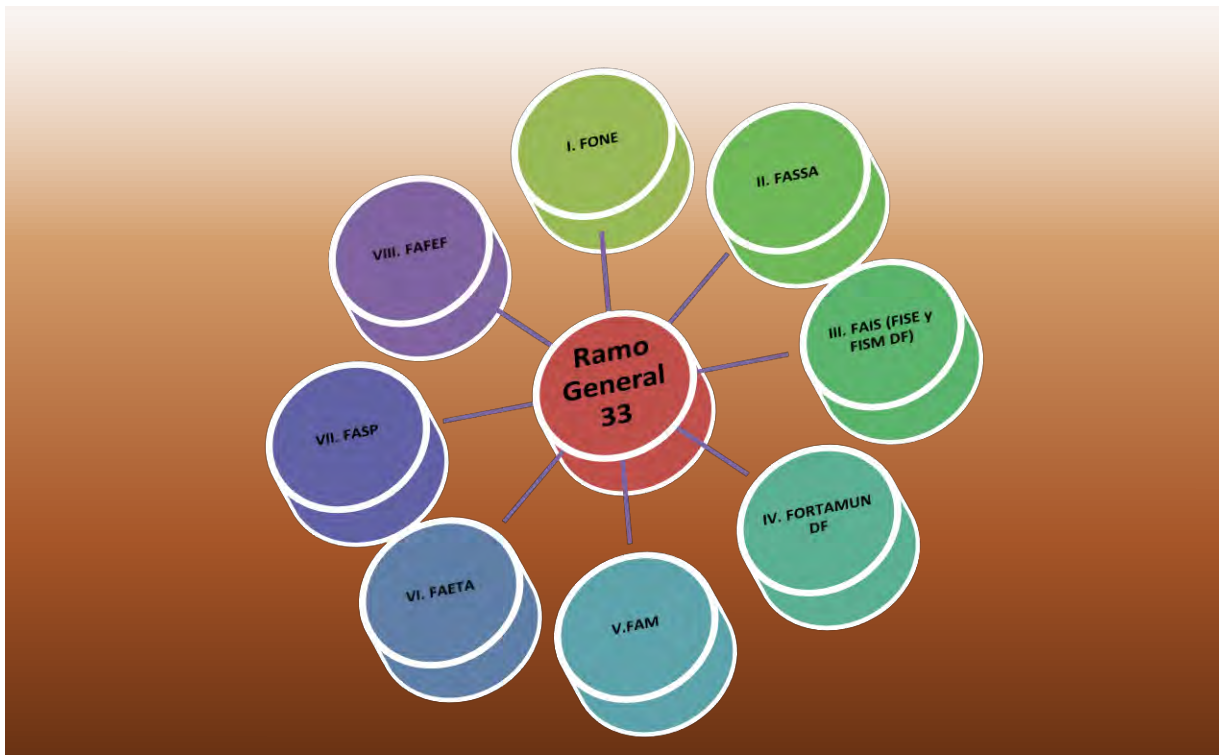 I. FONE
II. FASSA
III. FAIS (FISE y
FISM DF)
IV. FORTAMUN
DF
V.FAM
VI. FAETA
VII. FASP
VIII. FAFEF
Ramo
General
33